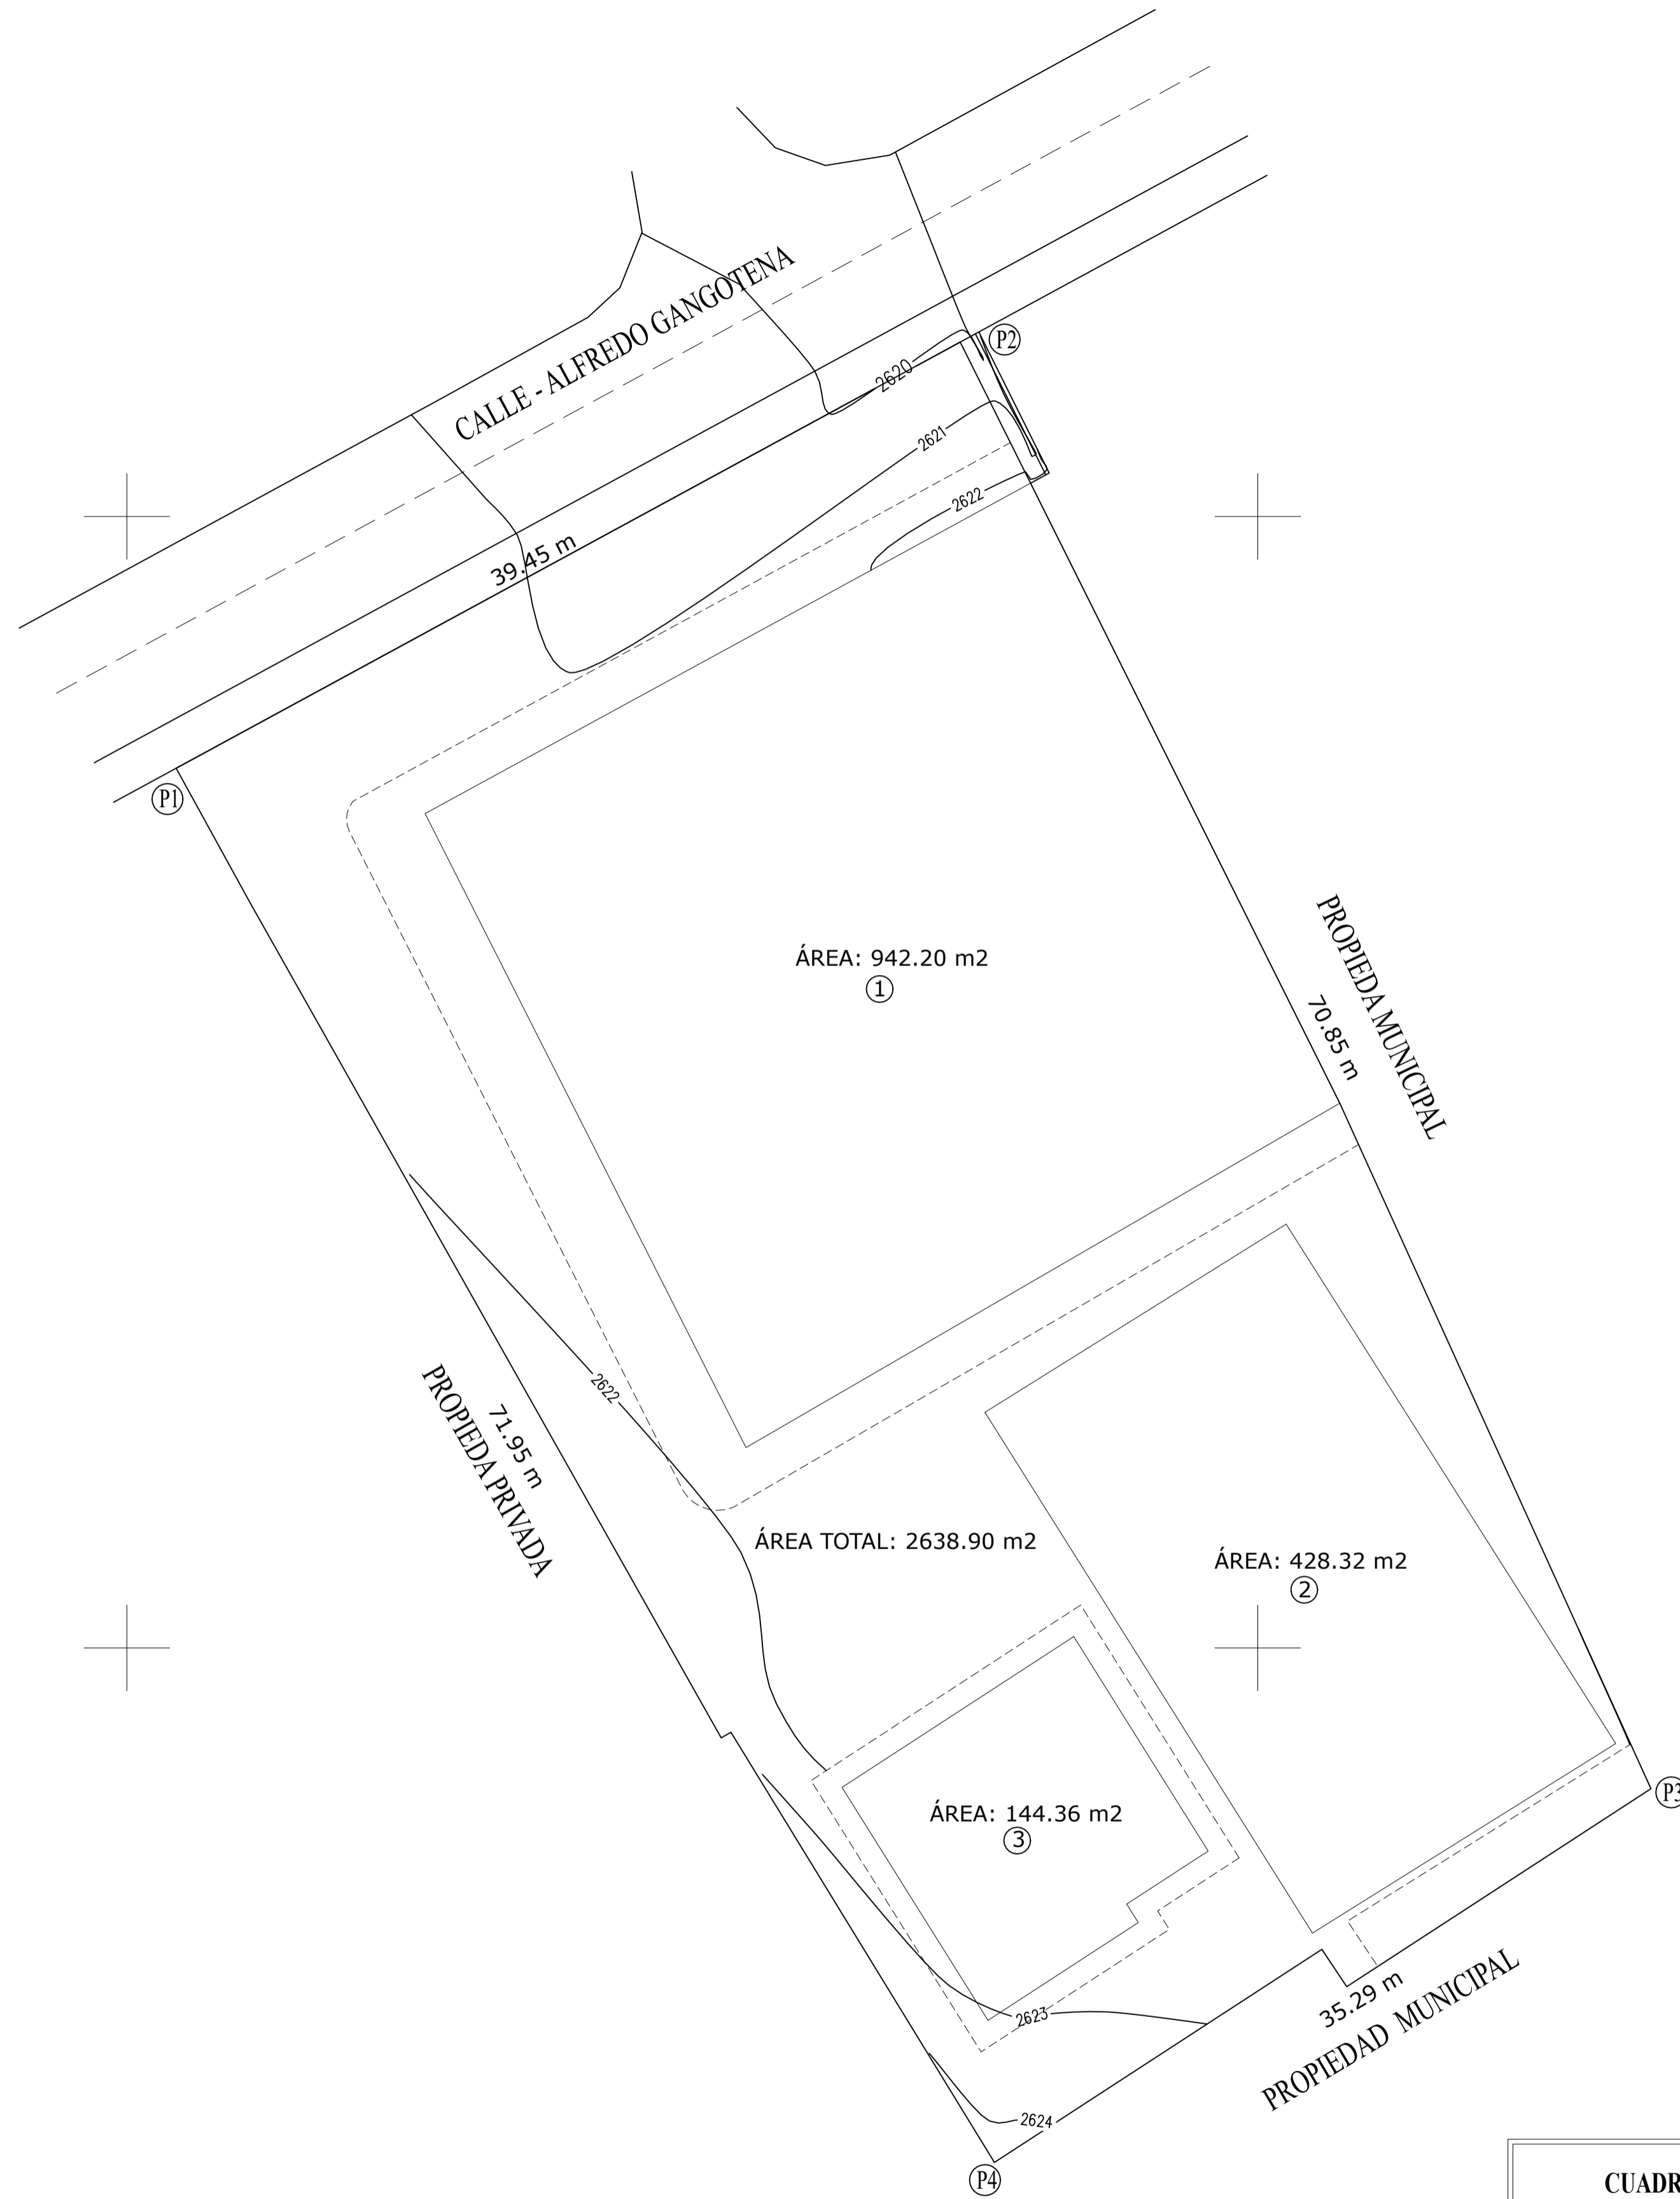 CALLE - ALFREDO GANGOTENA
P2
2620
2621
2622
39.45 m
P1
ÁREA: 942.20 m2
1
PROPIEDA MUNICIPAL
70.85 m
2622
71.95 m
PROPIEDA PRIVADA
ÁREA TOTAL: 2638.90 m2
ÁREA: 428.32 m2
2
ÁREA: 144.36 m2
3
P3
35.29 m
PROPIEDAD MUNICIPAL
2623
2624
P4
CUADR